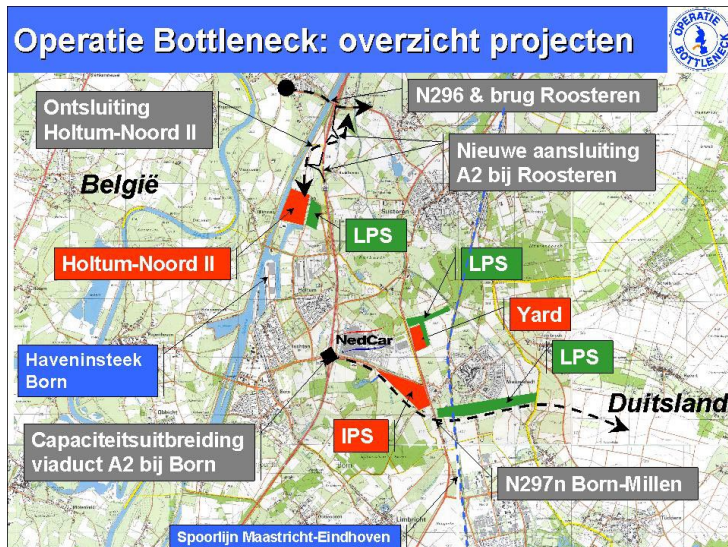 Operatie Bottleneck: overzicht projecten
OPERATIE
BOTTLENECK
Ontsluiting
Holtum-Noord II
N296 & brug Roosteren
Nieuwe aansluiting
A2 bij Roosteren
België
LPS
Holtum-Noord II
LPS
Yard
NedCar
Haveninsteek
Born
LPS
Duitsland
Capaciteitsuitbreiding
viaduct A2 bij Born
IPS
N297n Born-Millen
Spoorlijn Maastricht-Eindhoven